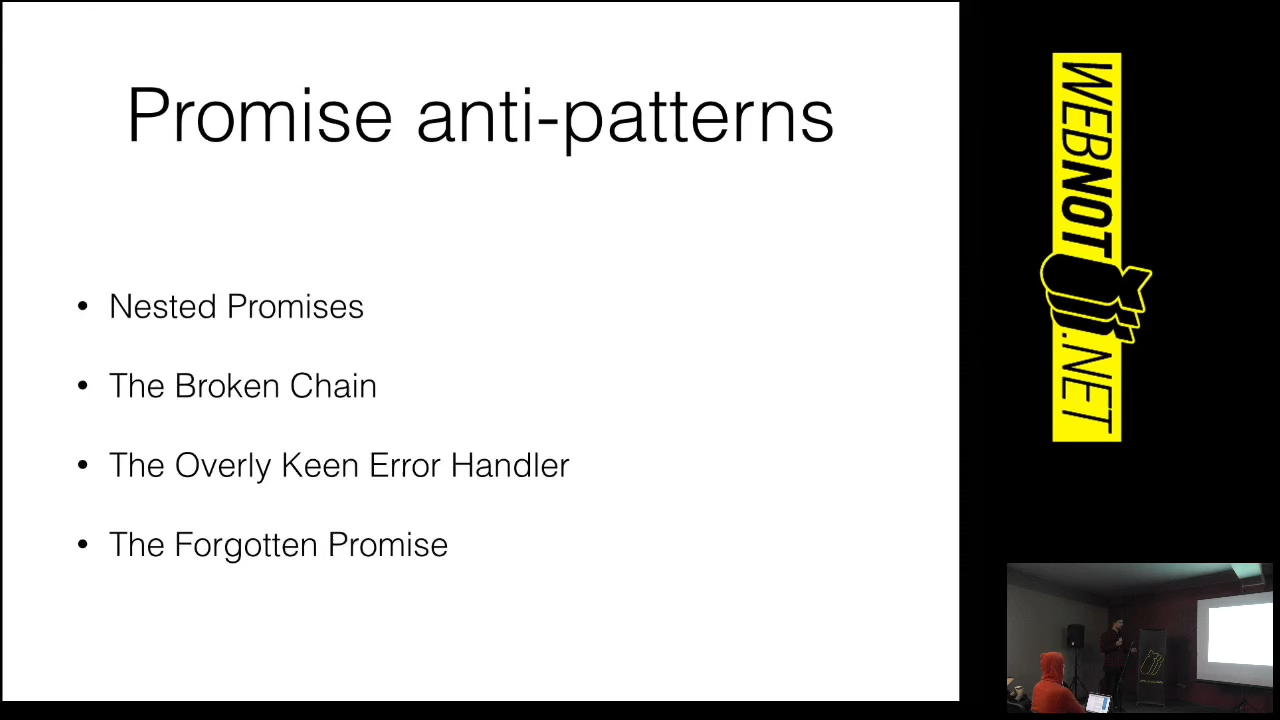 Promise anti-patterns
• Nested Promises
• The Broken Chain
• The Overly Keen Error Handler
• The Forgotten Promise
WEBNOT
.NET